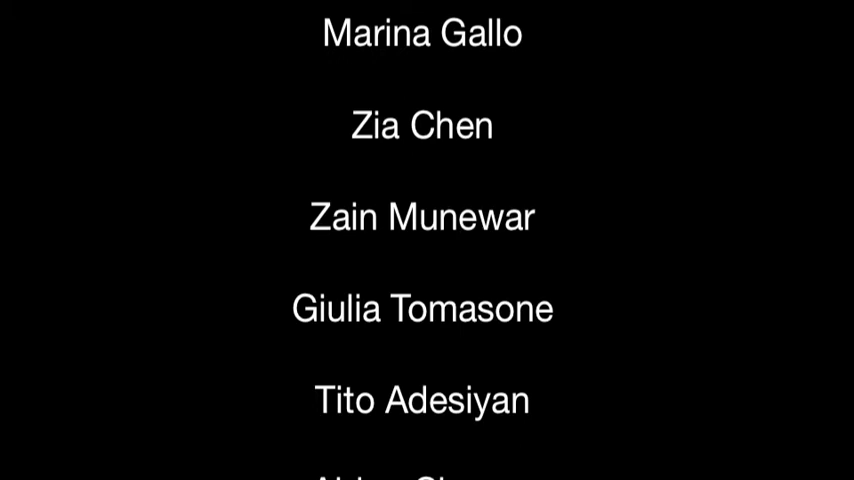 Marina Gallo
Zia Chen
Zain Munewar
Giulia Tomasone
Tito Adesiyan